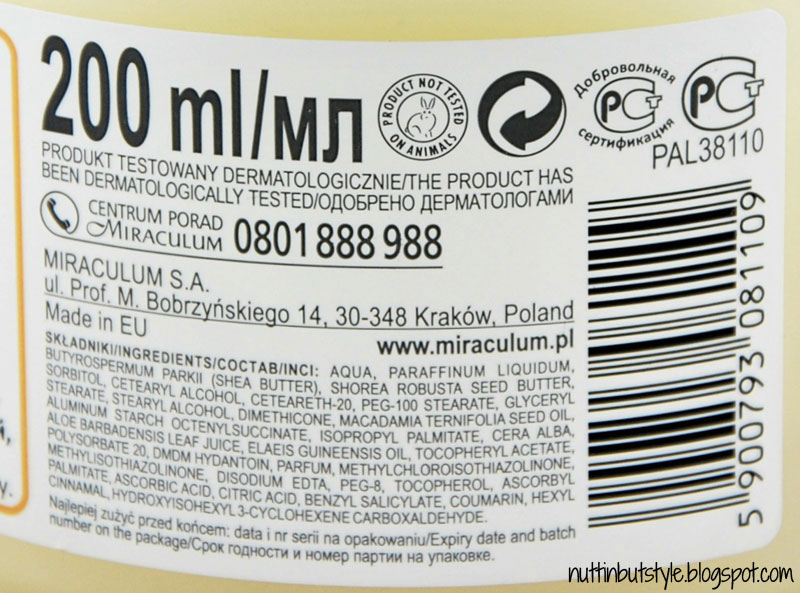 200 ml/мл
PRODUCT NOT TESTED
ON ANIMALS
Добровольная
РСТ
сертификация
РСТ
PAL38110
PRODUKT TESTOWANY DERMATOLOGICZNIE/THE PRODUCT HAS
BEEN DERMATOLOGICALLY TESTED/ОДОБРЕНО ДЕРМАТОЛОГАМИ
CENTRUM PORAD
MIRACULUM 0801 888 988
MIRACULUM S.A.
ul. Prof. M. Bobrzyńskiego 14, 30-348 Kraków, Poland
Made in EU
www.miraculum.pl
SKŁADNIKI/INGREDIENTS/СОСТАВ/INCI: AQUA, PARAFFINUM LIQUIDUM,
BUTYROSPERMUM PARKII (SHEA BUTTER), SHOREA ROBUSTA SEED BUTTER,
SORBITOL, CETEARYL ALCOHOL, CETEARETH-20, PEG-100 STEARATE, GLYCERYL
STEARATE, STEARYL ALCOHOL, DIMETHICONE, MACADAMIA TERNIFOLIA SEED OIL,
ALUMINUM STARCH OCTENYLSUCCINATE, ISOPROPYL PALMITATE, CERA ALBA,
ALOE BARBADENSIS LEAF JUICE, ELAEIS GUINEENSIS OIL, TOCOPHERYL ACETATE,
POLYSORBATE 20, DMDM HYDANTOIN, PARFUM, METHYLCHLOROISOTHIAZOLINONE,
METHYLISOTHIAZOLINONE, DISODIUM EDTA, PEG-8, TOCOPHEROL, ASCORBYL
PALMITATE, ASCORBIC ACID, CITRIC ACID, BENZYL SALICYLATE, COUMARIN, HEXYL
CINNAMAL, HYDROXYISOHEXYL 3-CYCLOHEXENE CARBOXALDEHYDE.
Najlepiej zużyć przed końcem: data i nr serii na opakowaniu/Expiry date and batch
number on the package/Срок годности и номер партии на упаковке.
5 900793 081109
nuttinbutstyle.blogspot.com